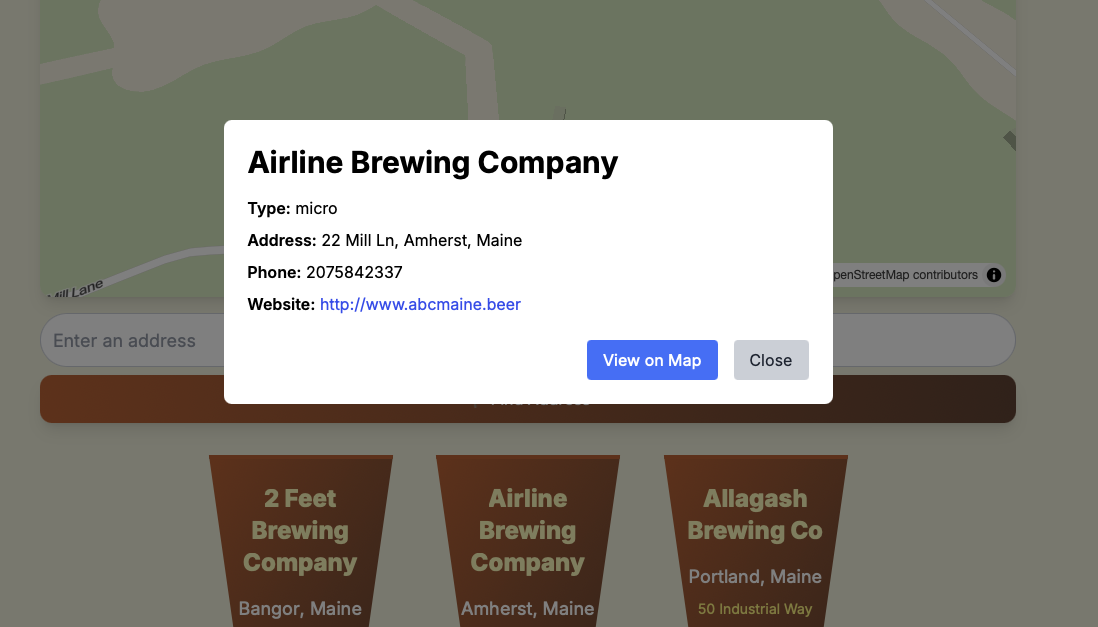 Airline Brewing Company
Type: micro
Address: 22 Mill Ln, Amherst, Maine
Phone: 2075842337
Website: http://www.abcmaine.beer
View on Map
Close
Mill Lane
penStreetMap contributors
Enter an address
2 Feet
Brewing
Company
Bangor, Maine
Airline
Brewing
Company
Amherst, Maine
Allagash
Brewing Co
Portland, Maine
50 Industrial Way